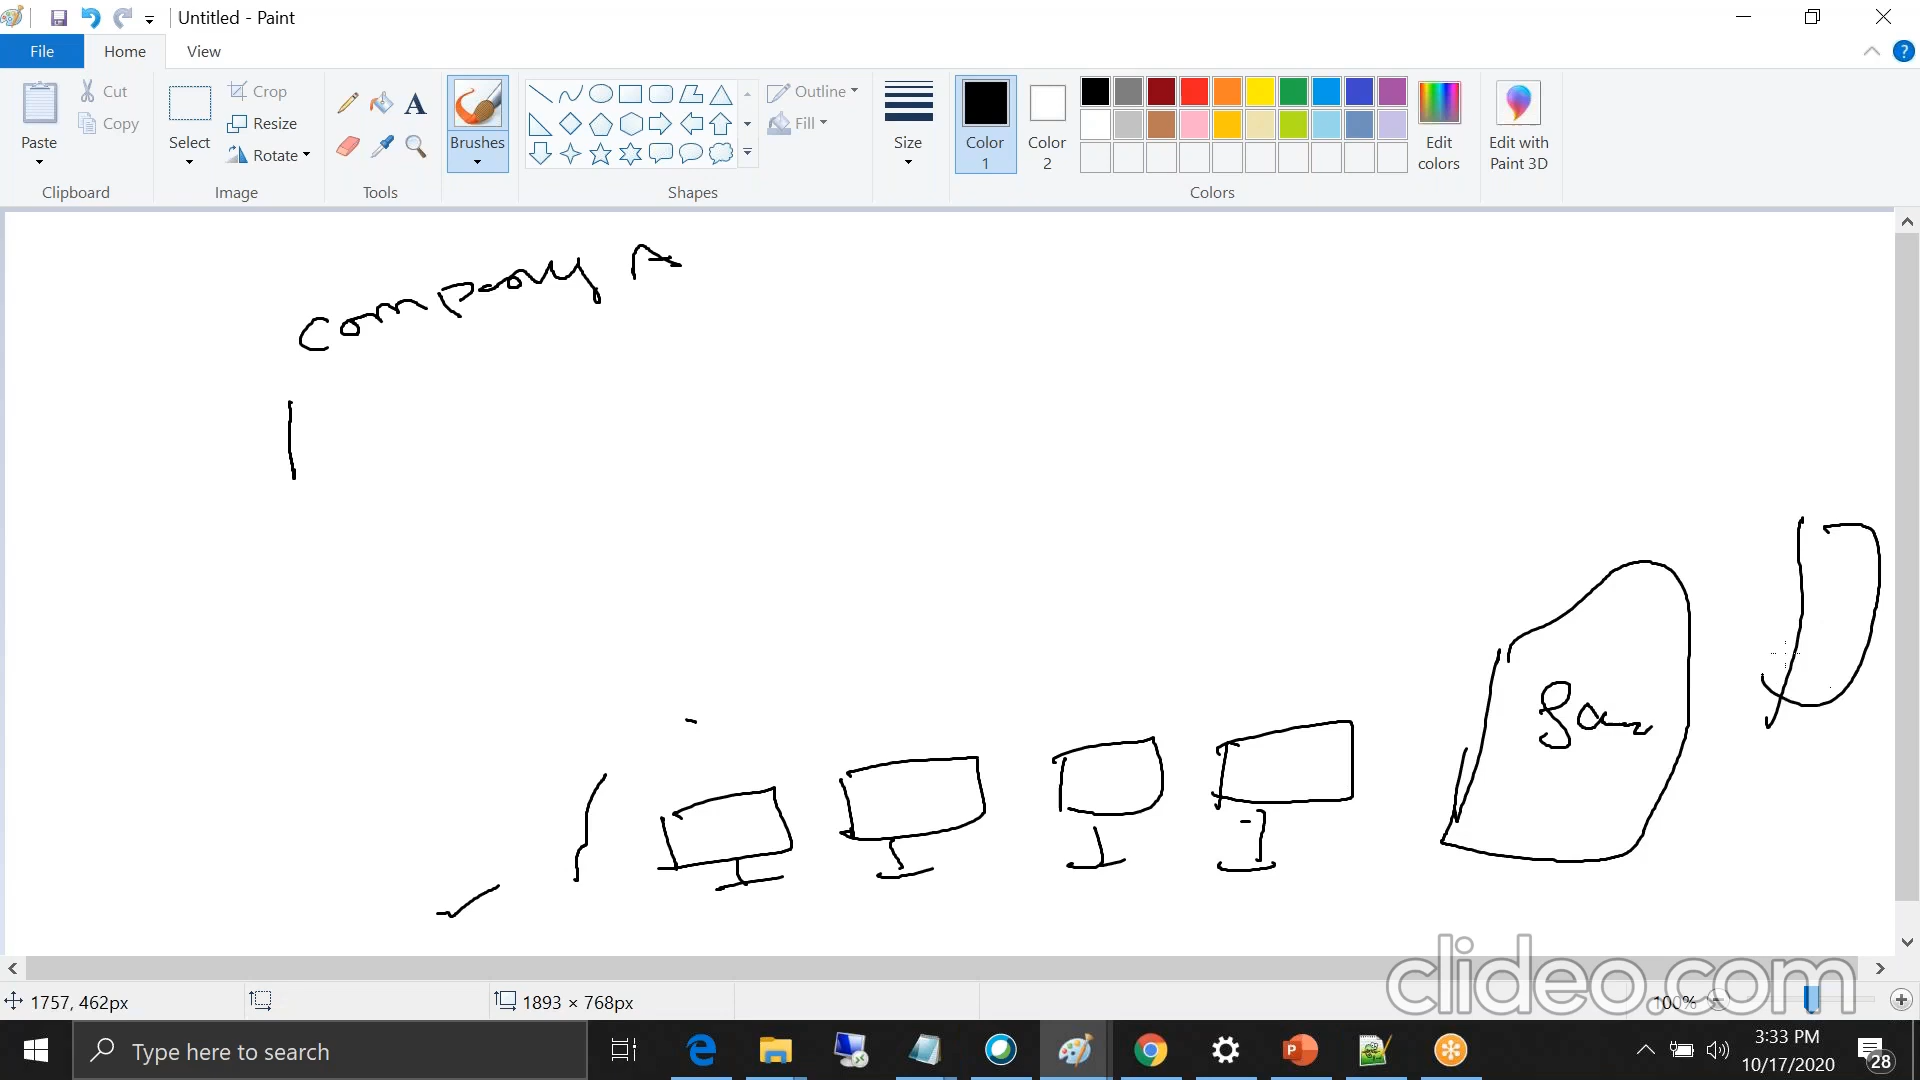 Untitled - Paint
File
Home
View
Paste
Cut
Copy
Clipboard
Select
Crop
Resize
Rotate
Image
Tools
Brushes
Shapes
Outline
Fill
Size
Color 1
Color 2
Colors
Edit colors
Edit with Paint 3D
company A
1757, 462px
1893 × 768px
100%
clideo.com
Type here to search
3:33 PM
10/17/2020
28